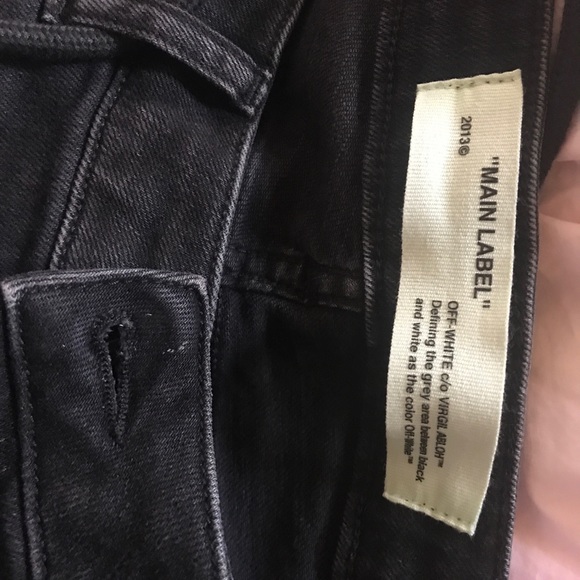 2013©
"MAIN LABEL"
OFF-WHITE c/o VIRGIL ABLOH™
Defining the grey area between black
and white as the color Off-White™